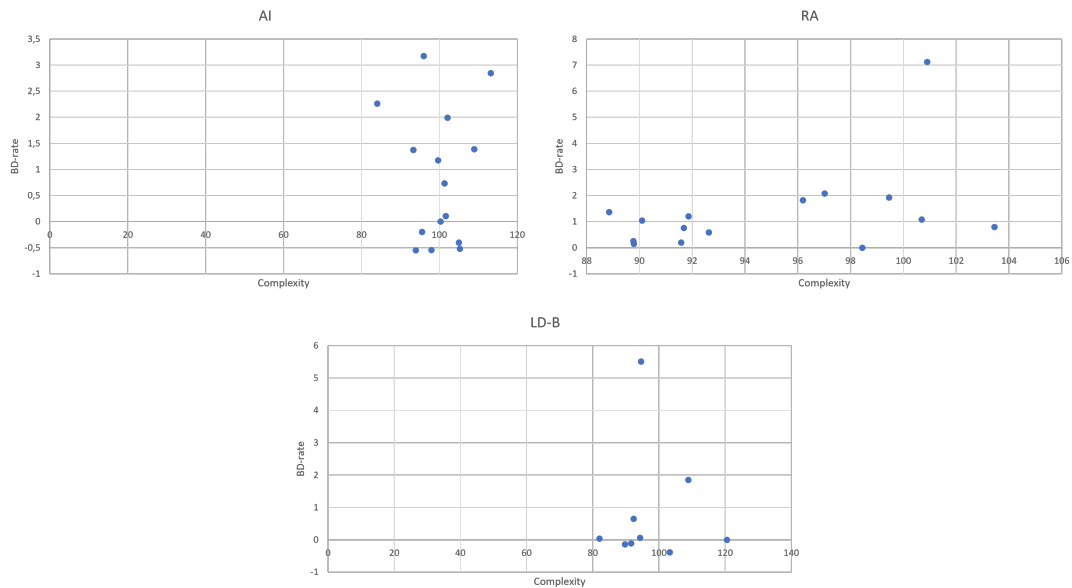 AI
3,5
3
2,5
2
1,5
1
0,5
0
-0,5
-1
0 20 40 60 80 100 120
BD-rate
Complexity
RA
8
7
6
5
4
3
2
1
0
-1
88 90 92 94 96 98 100 102 104 106
BD-rate
Complexity
LD-B
6
5
4
3
2
1
0
-1
0 20 40 60 80 100 120 140
BD-rate
Complexity